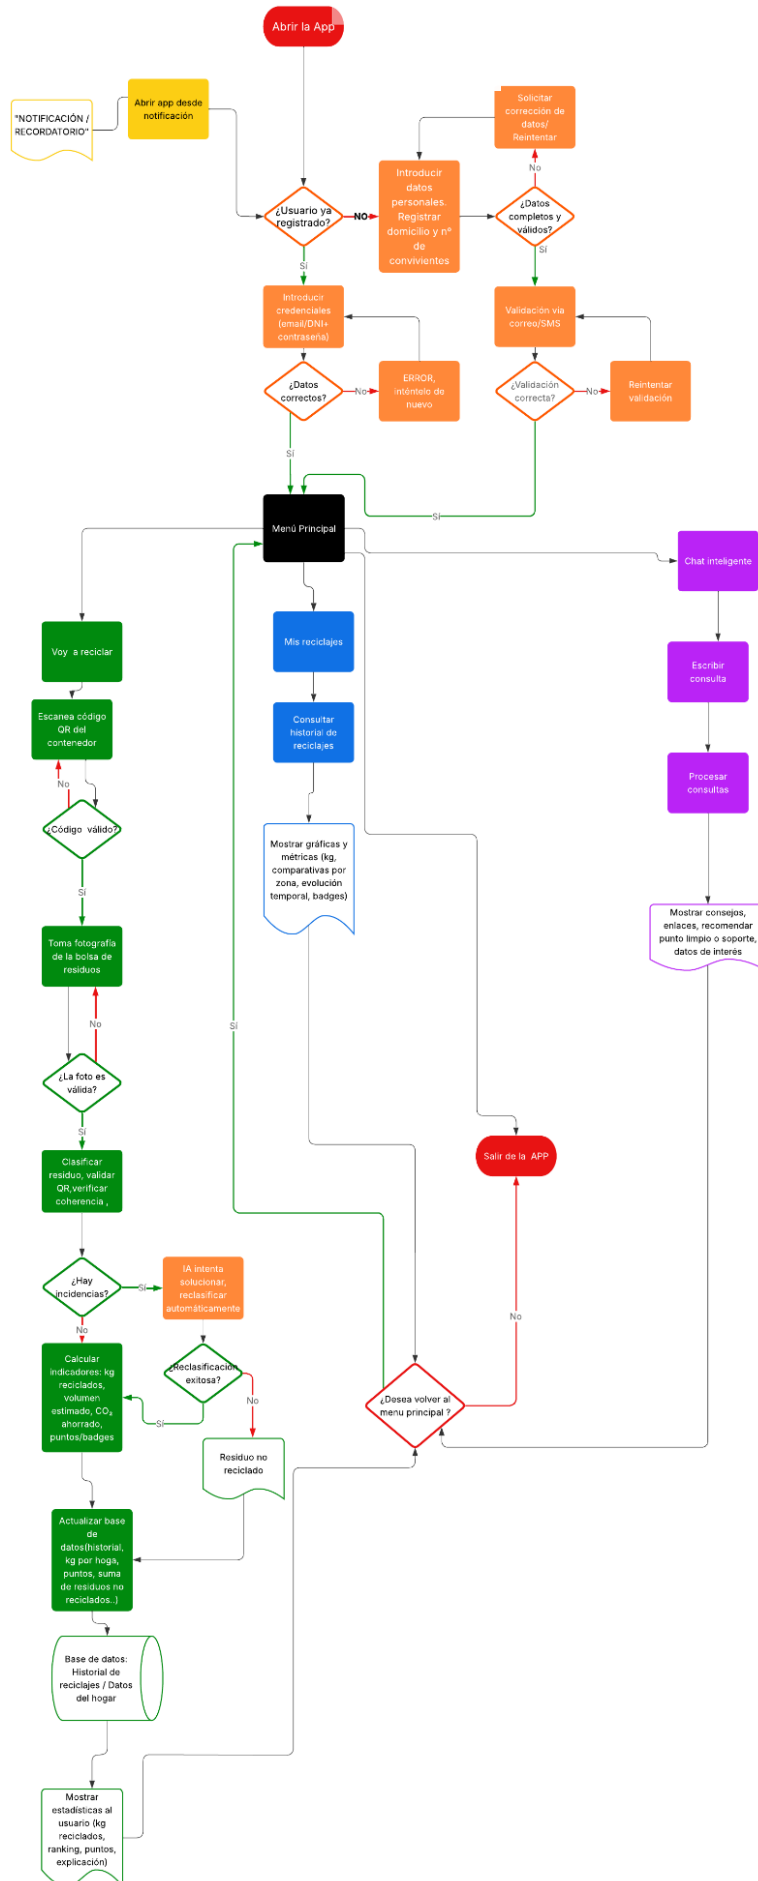 Abrir la App
"NOTIFICACIÓN /
RECORDATORIO"
Abrir app desde
notificación
Solicitar
corrección de
datos/
Reintentar
No
¿Usuario ya
registrado?
NO
Introducir
datos
personales.
Registrar
domicilio y nº
de
convivientes
¿Datos
completos y
válidos?
Sí
Sí
Introducir
credenciales
(email/DNI+
contraseña)
Validación vía
correo/SMS
¿Datos
correctos?
No
ERROR,
inténtelo de
nuevo
¿Validación
correcta?
No
Reintentar
validación
Sí
Sí
Menú Principal
Chat inteligente
Voy a reciclar
Mis reciclajes
Escribir
consulta
Escanea código
QR del
contenedor
Consultar
historial de
reciclajes
No
Procesar
consultas
¿Código válido?
Mostrar gráficas y
métricas (kg,
comparativas por
zona, evolución
temporal, badges)
Sí
Mostrar consejos,
enlaces, recomendar
punto limpio o soporte,
datos de interés
Toma fotografía
de la bolsa de
residuos
No
Sí
¿La foto es
válida?
Sí
Salir de la APP
Clasificar
residuo, validar
QR,verificar
coherencia ,
¿Hay
incidencias?
Sí
IA intenta
solucionar,
reclasificar
automáticamente
No
No
Calcular
indicadores: kg
reciclados,
volumen
estimado, CO₂
ahorrado,
puntos/badges
¿Reclasificación
exitosa?
No
Sí
¿Desea volver al
menu principal ?
Residuo no
reciclado
Actualizar base
de
datos(historial,
kg por hoga,
puntos, suma
de residuos no
reciclados..)
Base de datos:
Historial de
reciclajes / Datos
del hogar
Mostrar
estadísticas al
usuario (kg
reciclados,
ranking, puntos,
explicación)